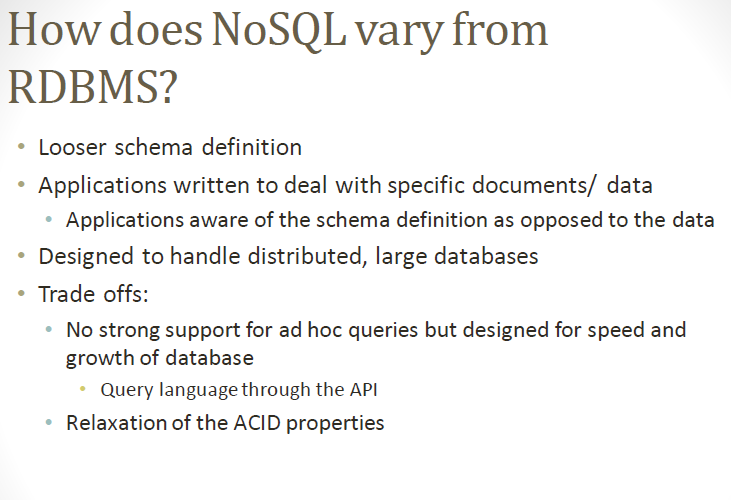 How does NoSQL vary from
RDBMS?
• Looser schema definition
• Applications written to deal with specific documents/ data
• Applications aware of the schema definition as opposed to the data
• Designed to handle distributed, large databases
• Trade offs:
• No strong support for ad hoc queries but designed for speed and
growth of database
• Query language through the API
• Relaxation of the ACID properties